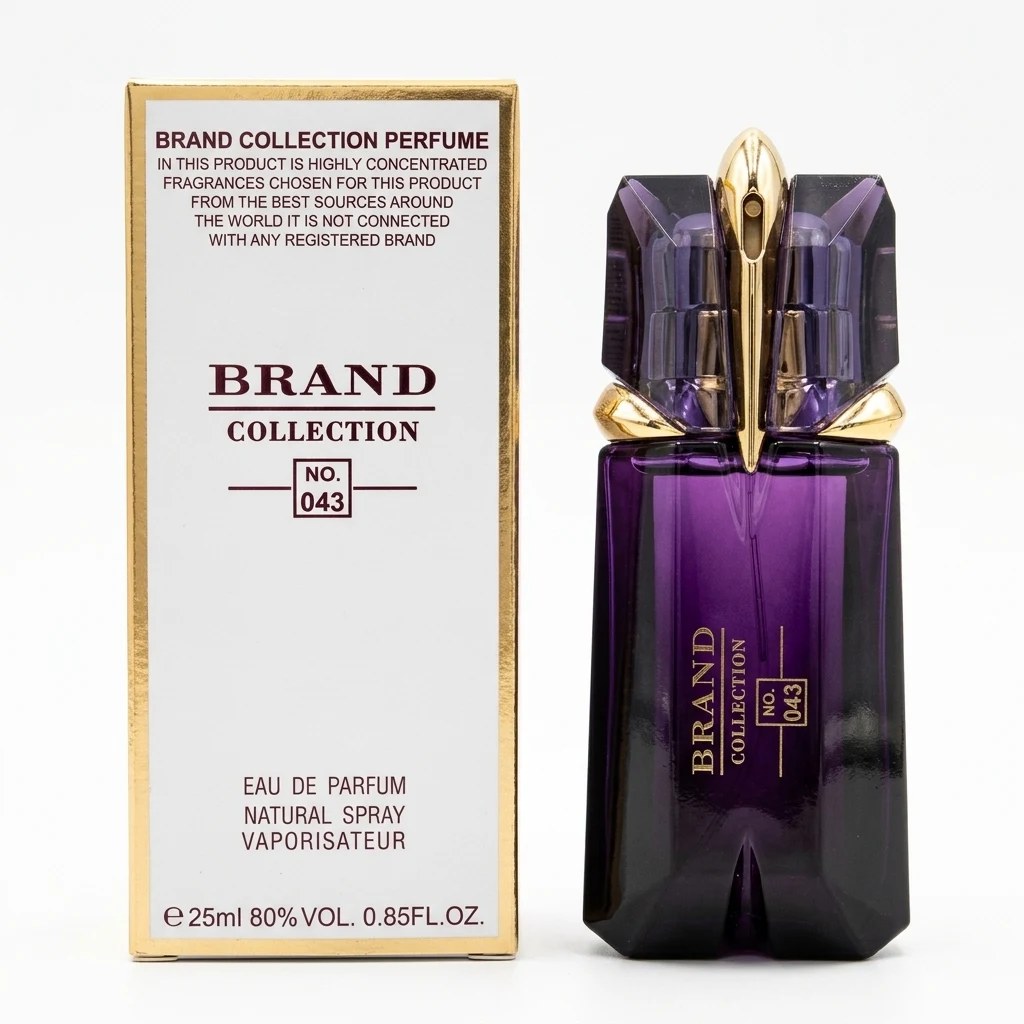 BRAND COLLECTION PERFUME
IN THIS PRODUCT IS HIGHLY CONCENTRATED
FRAGRANCES CHOSEN FOR THIS PRODUCT
FROM THE BEST SOURCES AROUND
THE WORLD IT IS NOT CONNECTED
WITH ANY REGISTERED BRAND
BRAND
COLLECTION
NO.
043
EAU DE PARFUM
NATURAL SPRAY
VAPORISATEUR
℮ 25ml 80% VOL. 0.85FL.OZ.
BRAND
COLLECTION
NO.
043